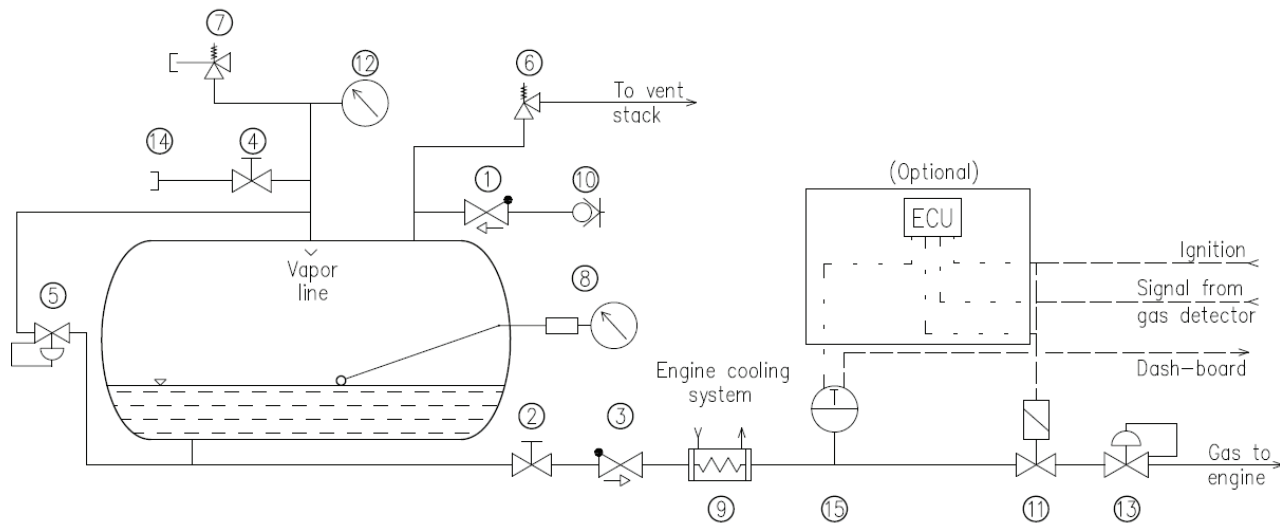 ⑦
⑫
⑥
To vent
stack
⑭
④
①
⑩
(Optional)
ECU
Vapor
line
Ignition
⑤
⑧
Signal from
gas detector
Engine cooling
system
Dash-board
T
②
③
Gas to
engine
⑨
⑮
⑪
⑬